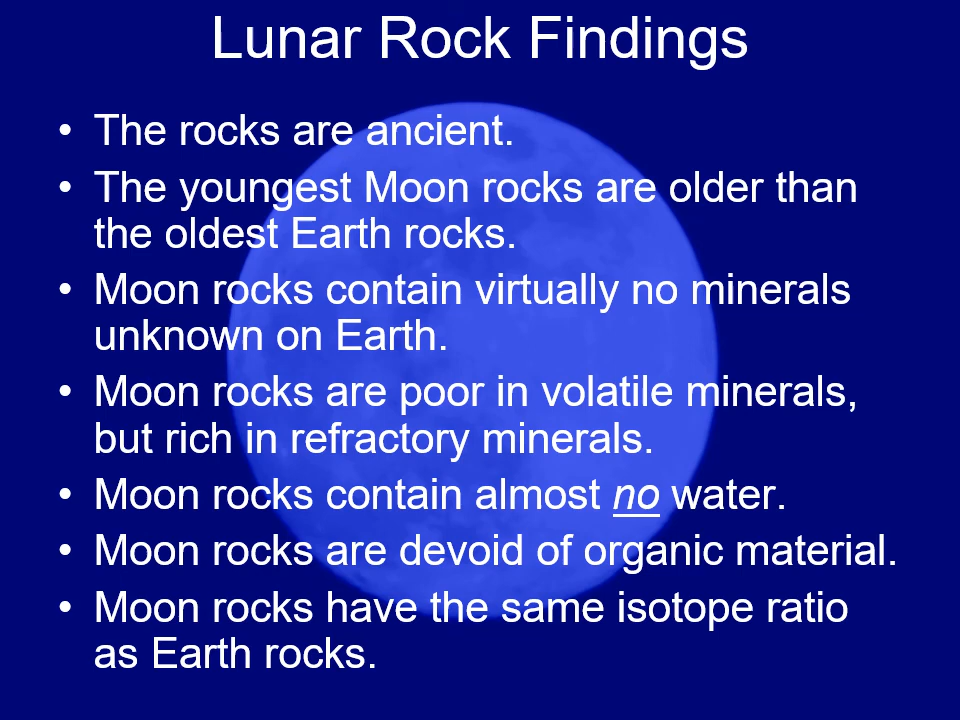 Lunar Rock Findings
• The rocks are ancient.
• The youngest Moon rocks are older than
the oldest Earth rocks.
• Moon rocks contain virtually no minerals
unknown on Earth.
• Moon rocks are poor in volatile minerals,
but rich in refractory minerals.
• Moon rocks contain almost no water.
• Moon rocks are devoid of organic material.
• Moon rocks have the same isotope ratio
as Earth rocks.